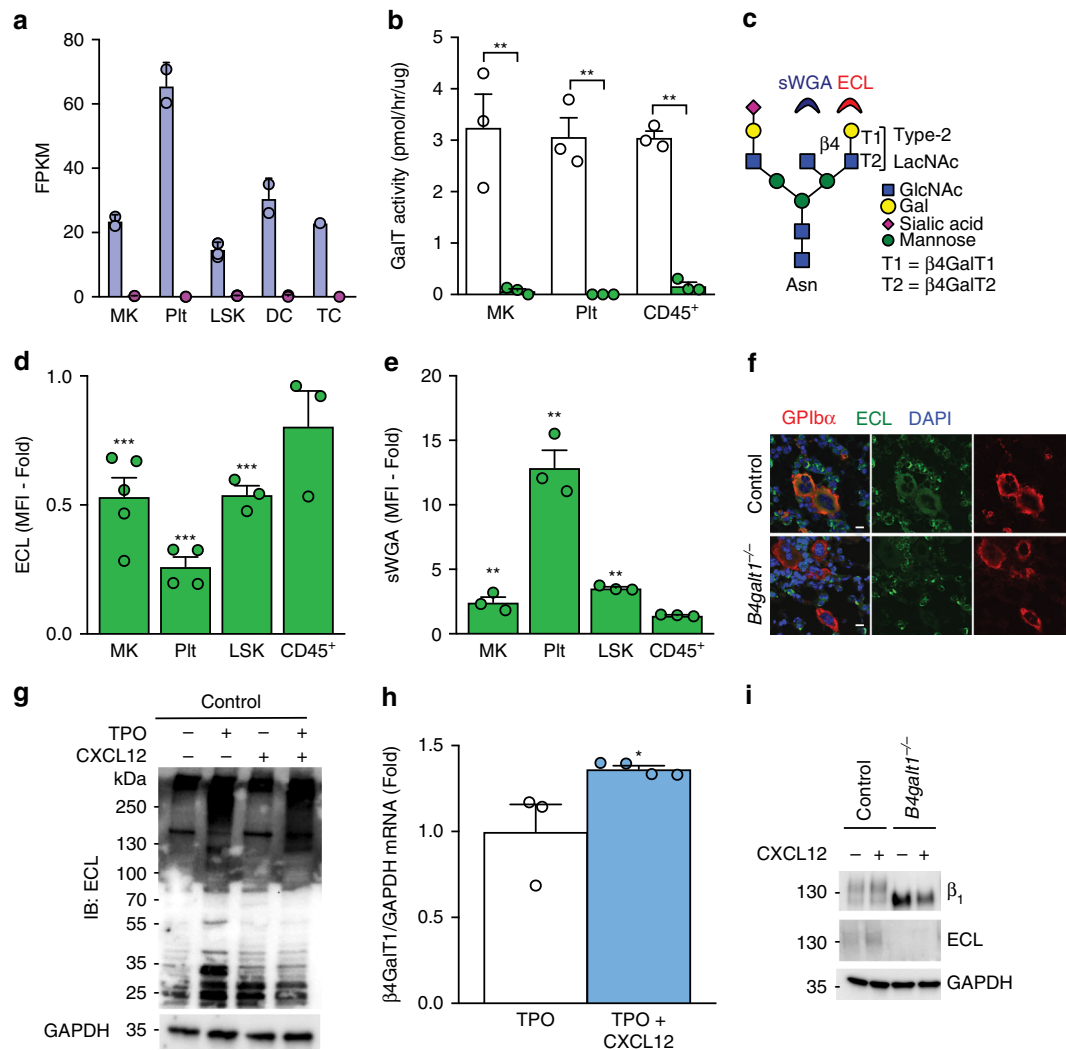 a
FPKM
80
60
40
20
0
MK Plt LSK DC TC
b
GalT activity (pmol/hr/ug)
5
4
3
2
1
0
**
**
**
MK Plt CD45⁺
c
sWGA ECL
β4
T1
T2
Type-2
LacNAc
GlcNAc
Gal
Sialic acid
Mannose
T1 = β4GalT1
T2 = β4GalT2
Asn
d
ECL (MFI - Fold)
1.0
0.5
0.0
***
***
***
MK Plt LSK CD45⁺
e
sWGA (MFI - Fold)
20
15
10
5
0
**
**
**
MK Plt LSK CD45⁺
f
GPIbα ECL DAPI
Control
B4galt1⁻/⁻
g
Control
TPO – + – +
CXCL12 – – + +
kDa
250
130
100
70
55
35
25
IB: ECL
GAPDH 35
h
β4GalT1/GAPDH mRNA (Fold)
1.5
1.0
0.5
0.0
*
TPO
TPO +
CXCL12
i
Control
B4galt1⁻/⁻
CXCL12 – + – +
130 β₁
130 ECL
35 GAPDH